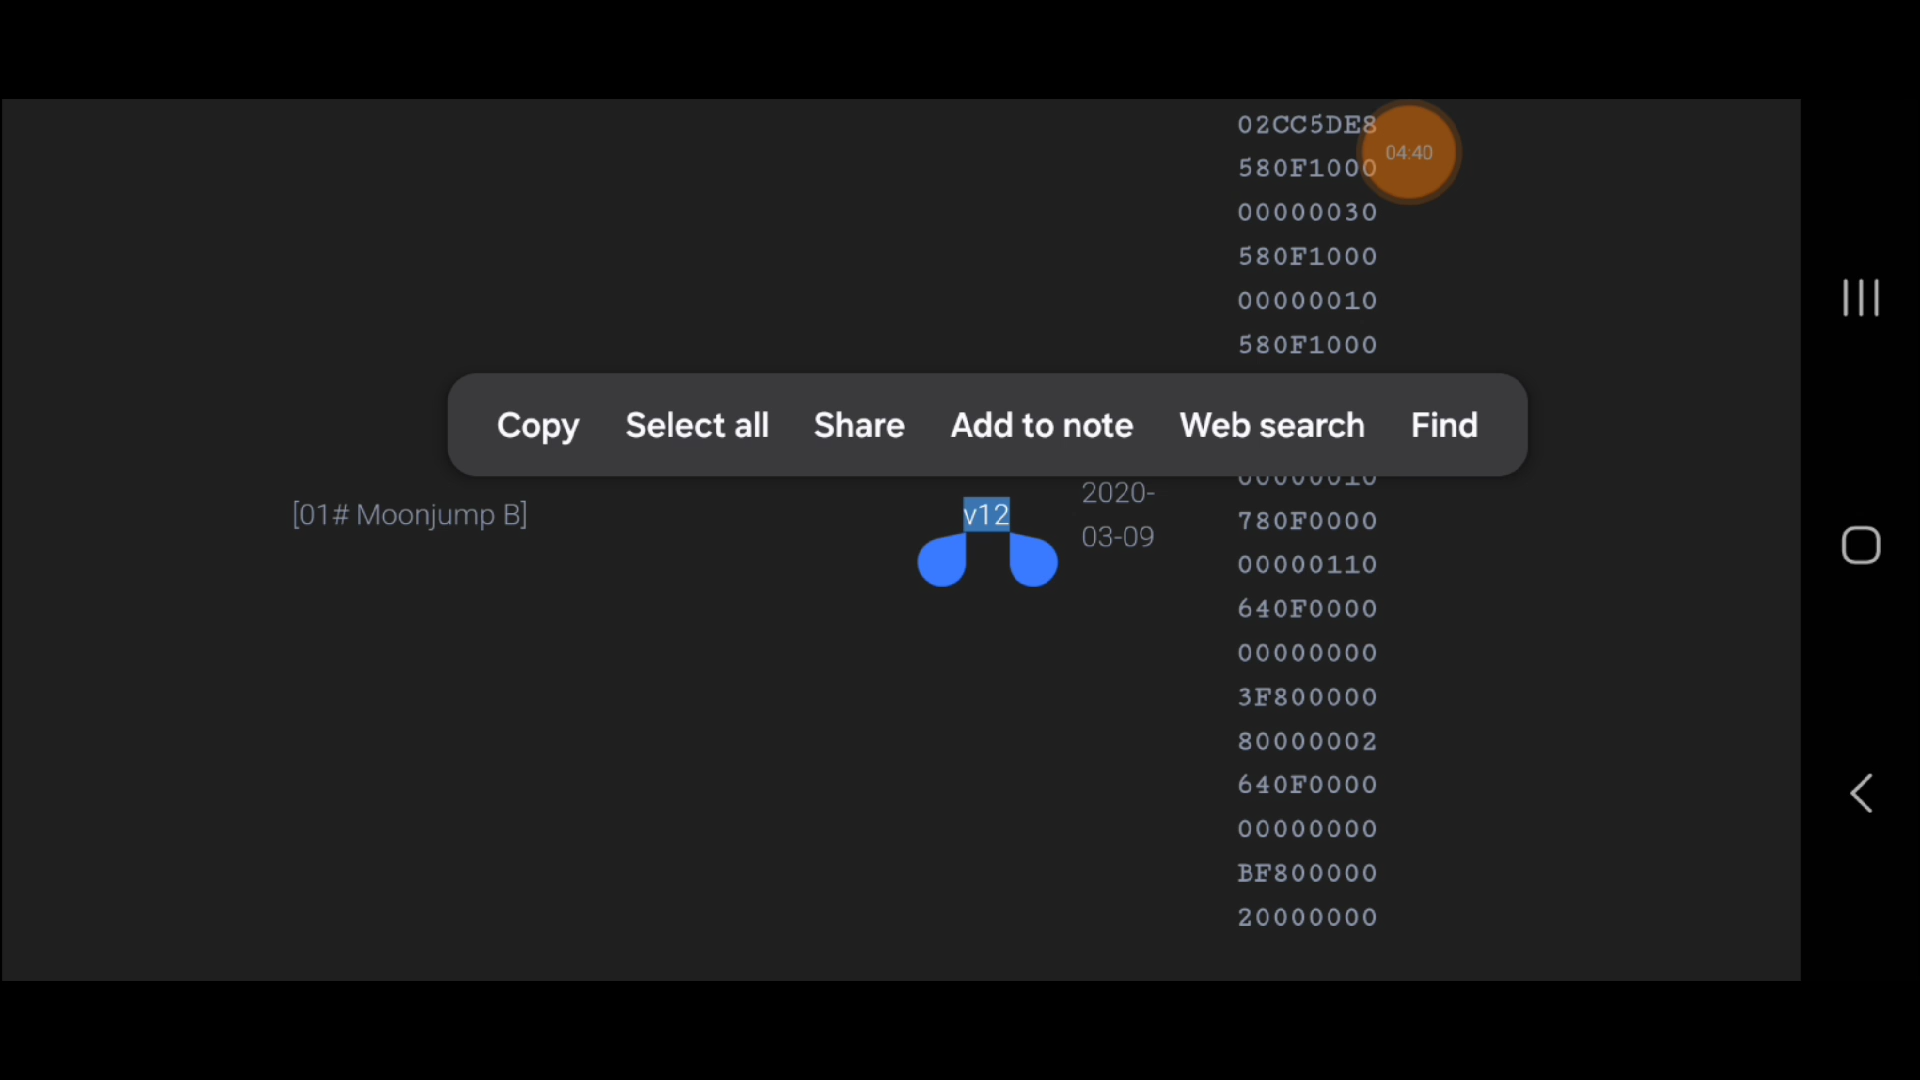 02CC5DE8
04:40
580F1000
00000030
580F1000
00000010
580F1000
Copy Select all Share Add to note Web search Find
00000010
[01# Moonjump B]
v12
2020-
03-09
780F0000
00000110
640F0000
00000000
3F800000
80000002
640F0000
00000000
BF800000
20000000